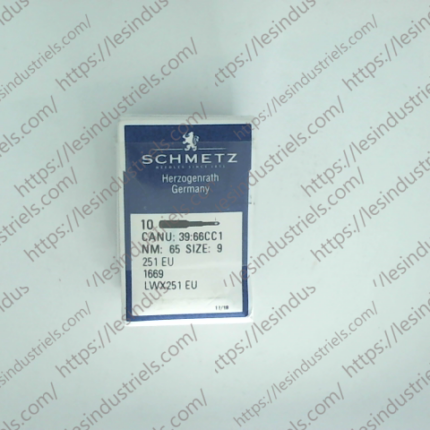 SCHMETZ
Herzogenrath
Germany
10
CANU: 39:66CC1
NM: 65 SIZE: 9
251 EU
1669
LWX251 EU
https://lesindustriels.com/